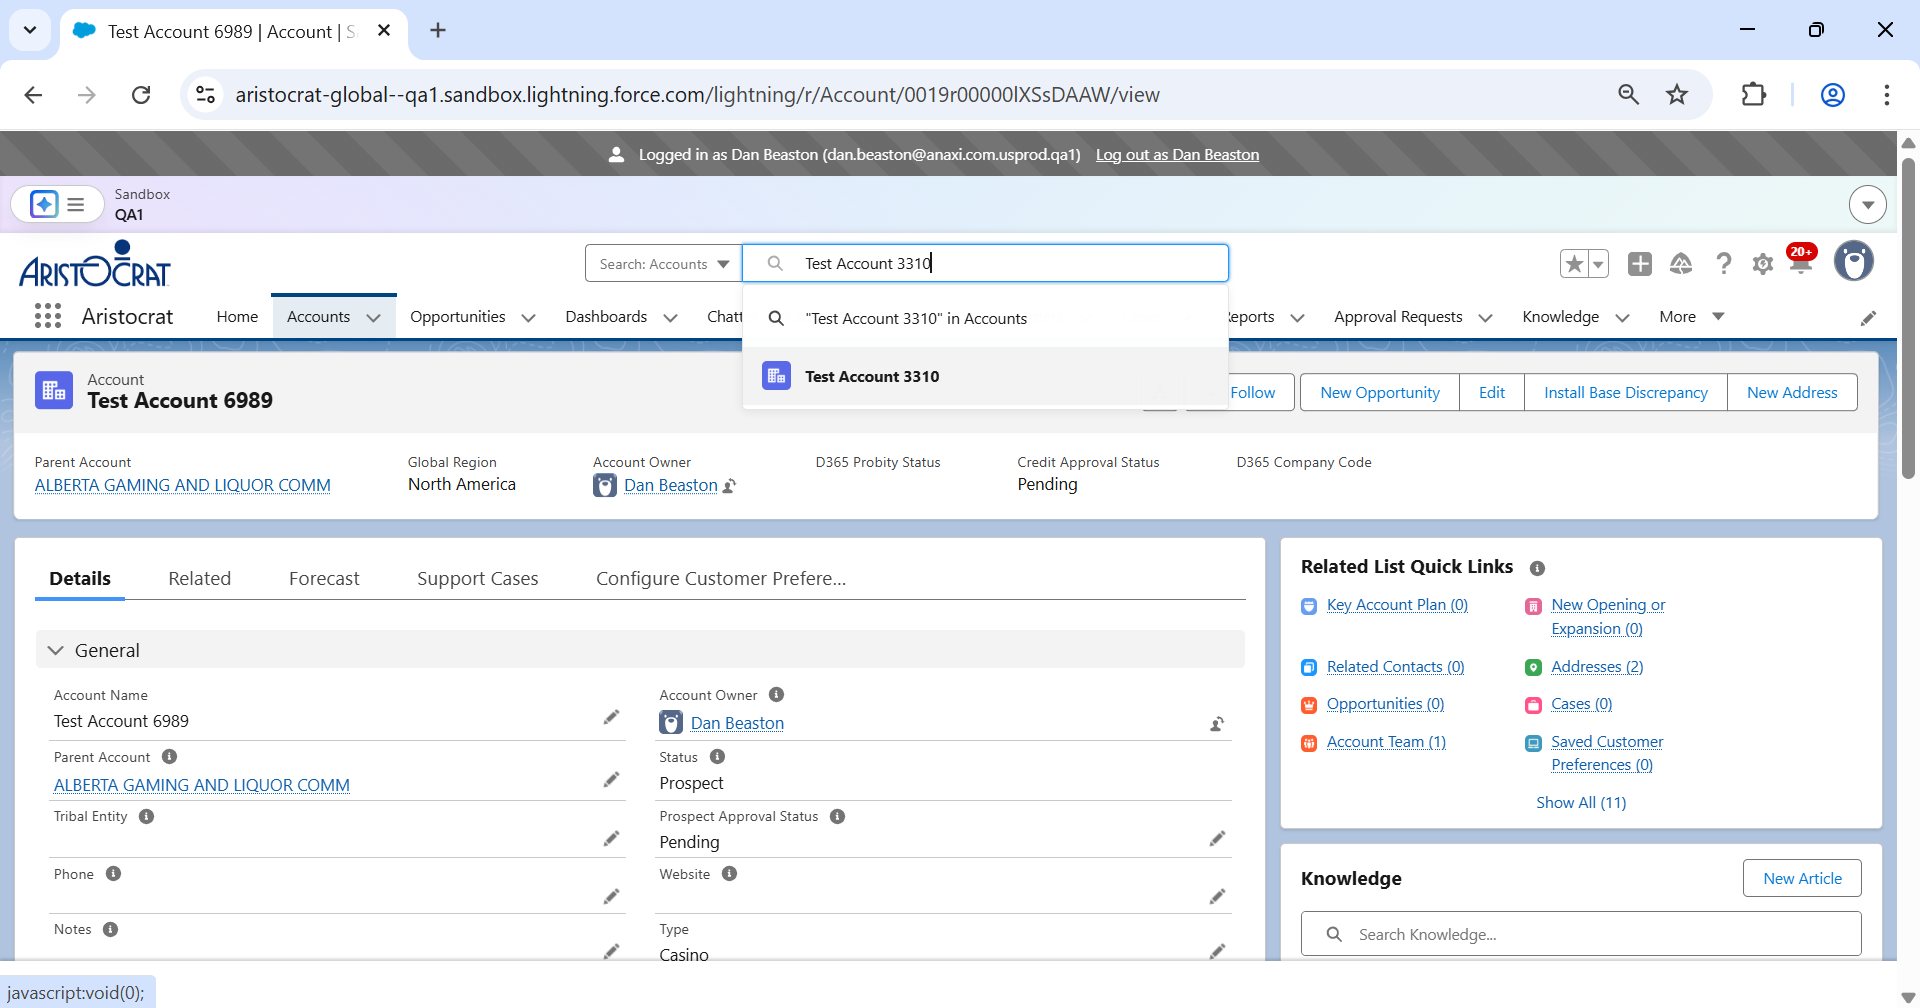 Test Account 6989 | Account | S
aristocrat-global--qa1.sandbox.lightning.force.com/lightning/r/Account/0019r00000lXSsDAAW/view
Logged in as Dan Beaston (dan.beaston@anaxi.com.usprod.qa1) Log out as Dan Beaston
Sandbox
QA1
ARISTOCRAT
Search: Accounts
Test Account 3310
20+
Aristocrat
Home
Accounts
Opportunities
Dashboards
Chatt
eports
Approval Requests
Knowledge
More
"Test Account 3310" in Accounts
Test Account 3310
Account
Test Account 6989
Follow
New Opportunity
Edit
Install Base Discrepancy
New Address
Parent Account
ALBERTA GAMING AND LIQUOR COMM
Global Region
North America
Account Owner
Dan Beaston
D365 Probity Status
Credit Approval Status
Pending
D365 Company Code
Details
Related
Forecast
Support Cases
Configure Customer Prefere...
General
Account Name
Test Account 6989
Account Owner
Dan Beaston
Parent Account
ALBERTA GAMING AND LIQUOR COMM
Status
Prospect
Tribal Entity
Prospect Approval Status
Pending
Phone
Website
Notes
Type
Casino
Related List Quick Links
Key Account Plan (0)
New Opening or
Expansion (0)
Related Contacts (0)
Addresses (2)
Opportunities (0)
Cases (0)
Account Team (1)
Saved Customer
Preferences (0)
Show All (11)
Knowledge
New Article
Search Knowledge...
javascript:void(0);